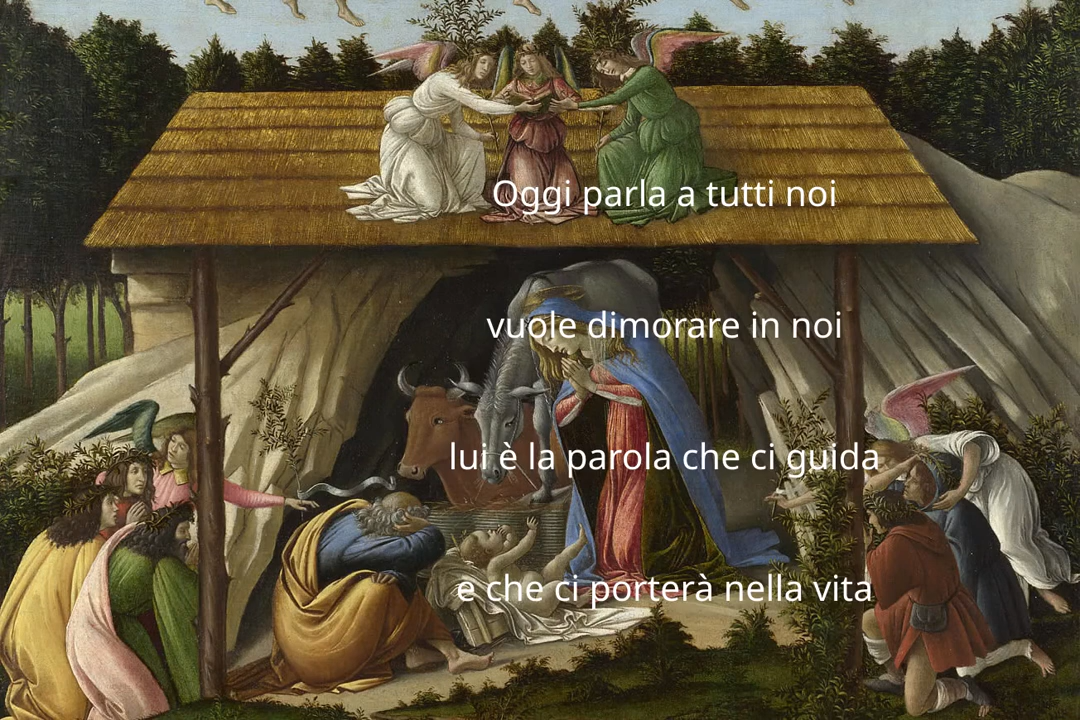 Oggi parla a tutti noi
vuole dimorare in noi
lui è la parola che ci guida
e che ci porterà nella vita